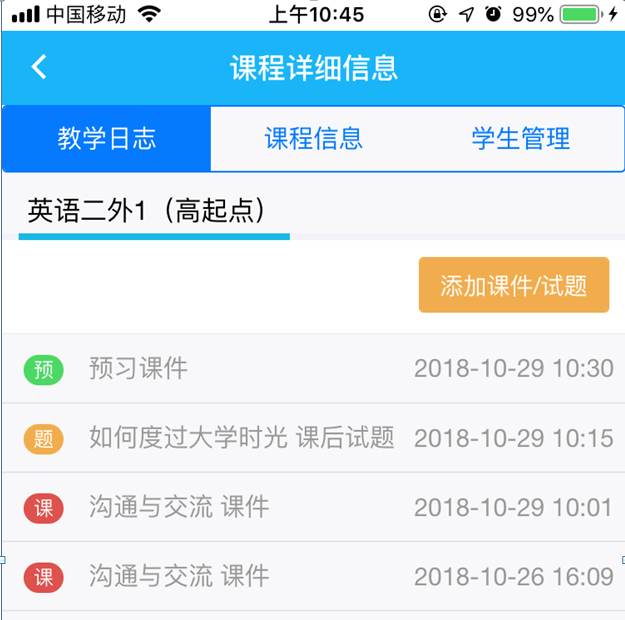 中国移动 上午10:45 99%
课程详细信息
教学日志 课程信息 学生管理
英语二外1（高起点）
添加课件/试题
预 预习课件 2018-10-29 10:30
题 如何度过大学时光 课后试题 2018-10-29 10:15
课 沟通与交流 课件 2018-10-29 10:01
课 沟通与交流 课件 2018-10-26 16:09